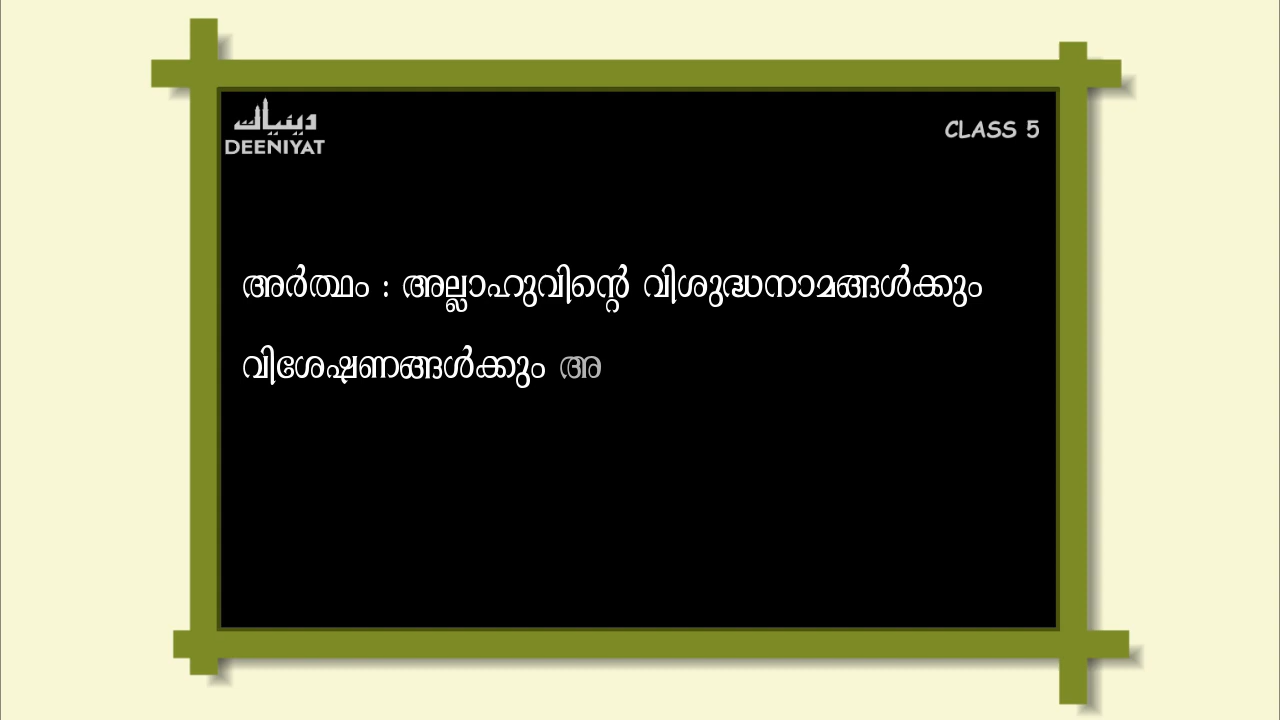 دينيات
DEENIYAT
CLASS 5
അർത്ഥം : അല്ലാഹുവിന്റെ വിശുദ്ധനാമങ്ങൾക്കും
വിശേഷണങ്ങൾക്കും അ